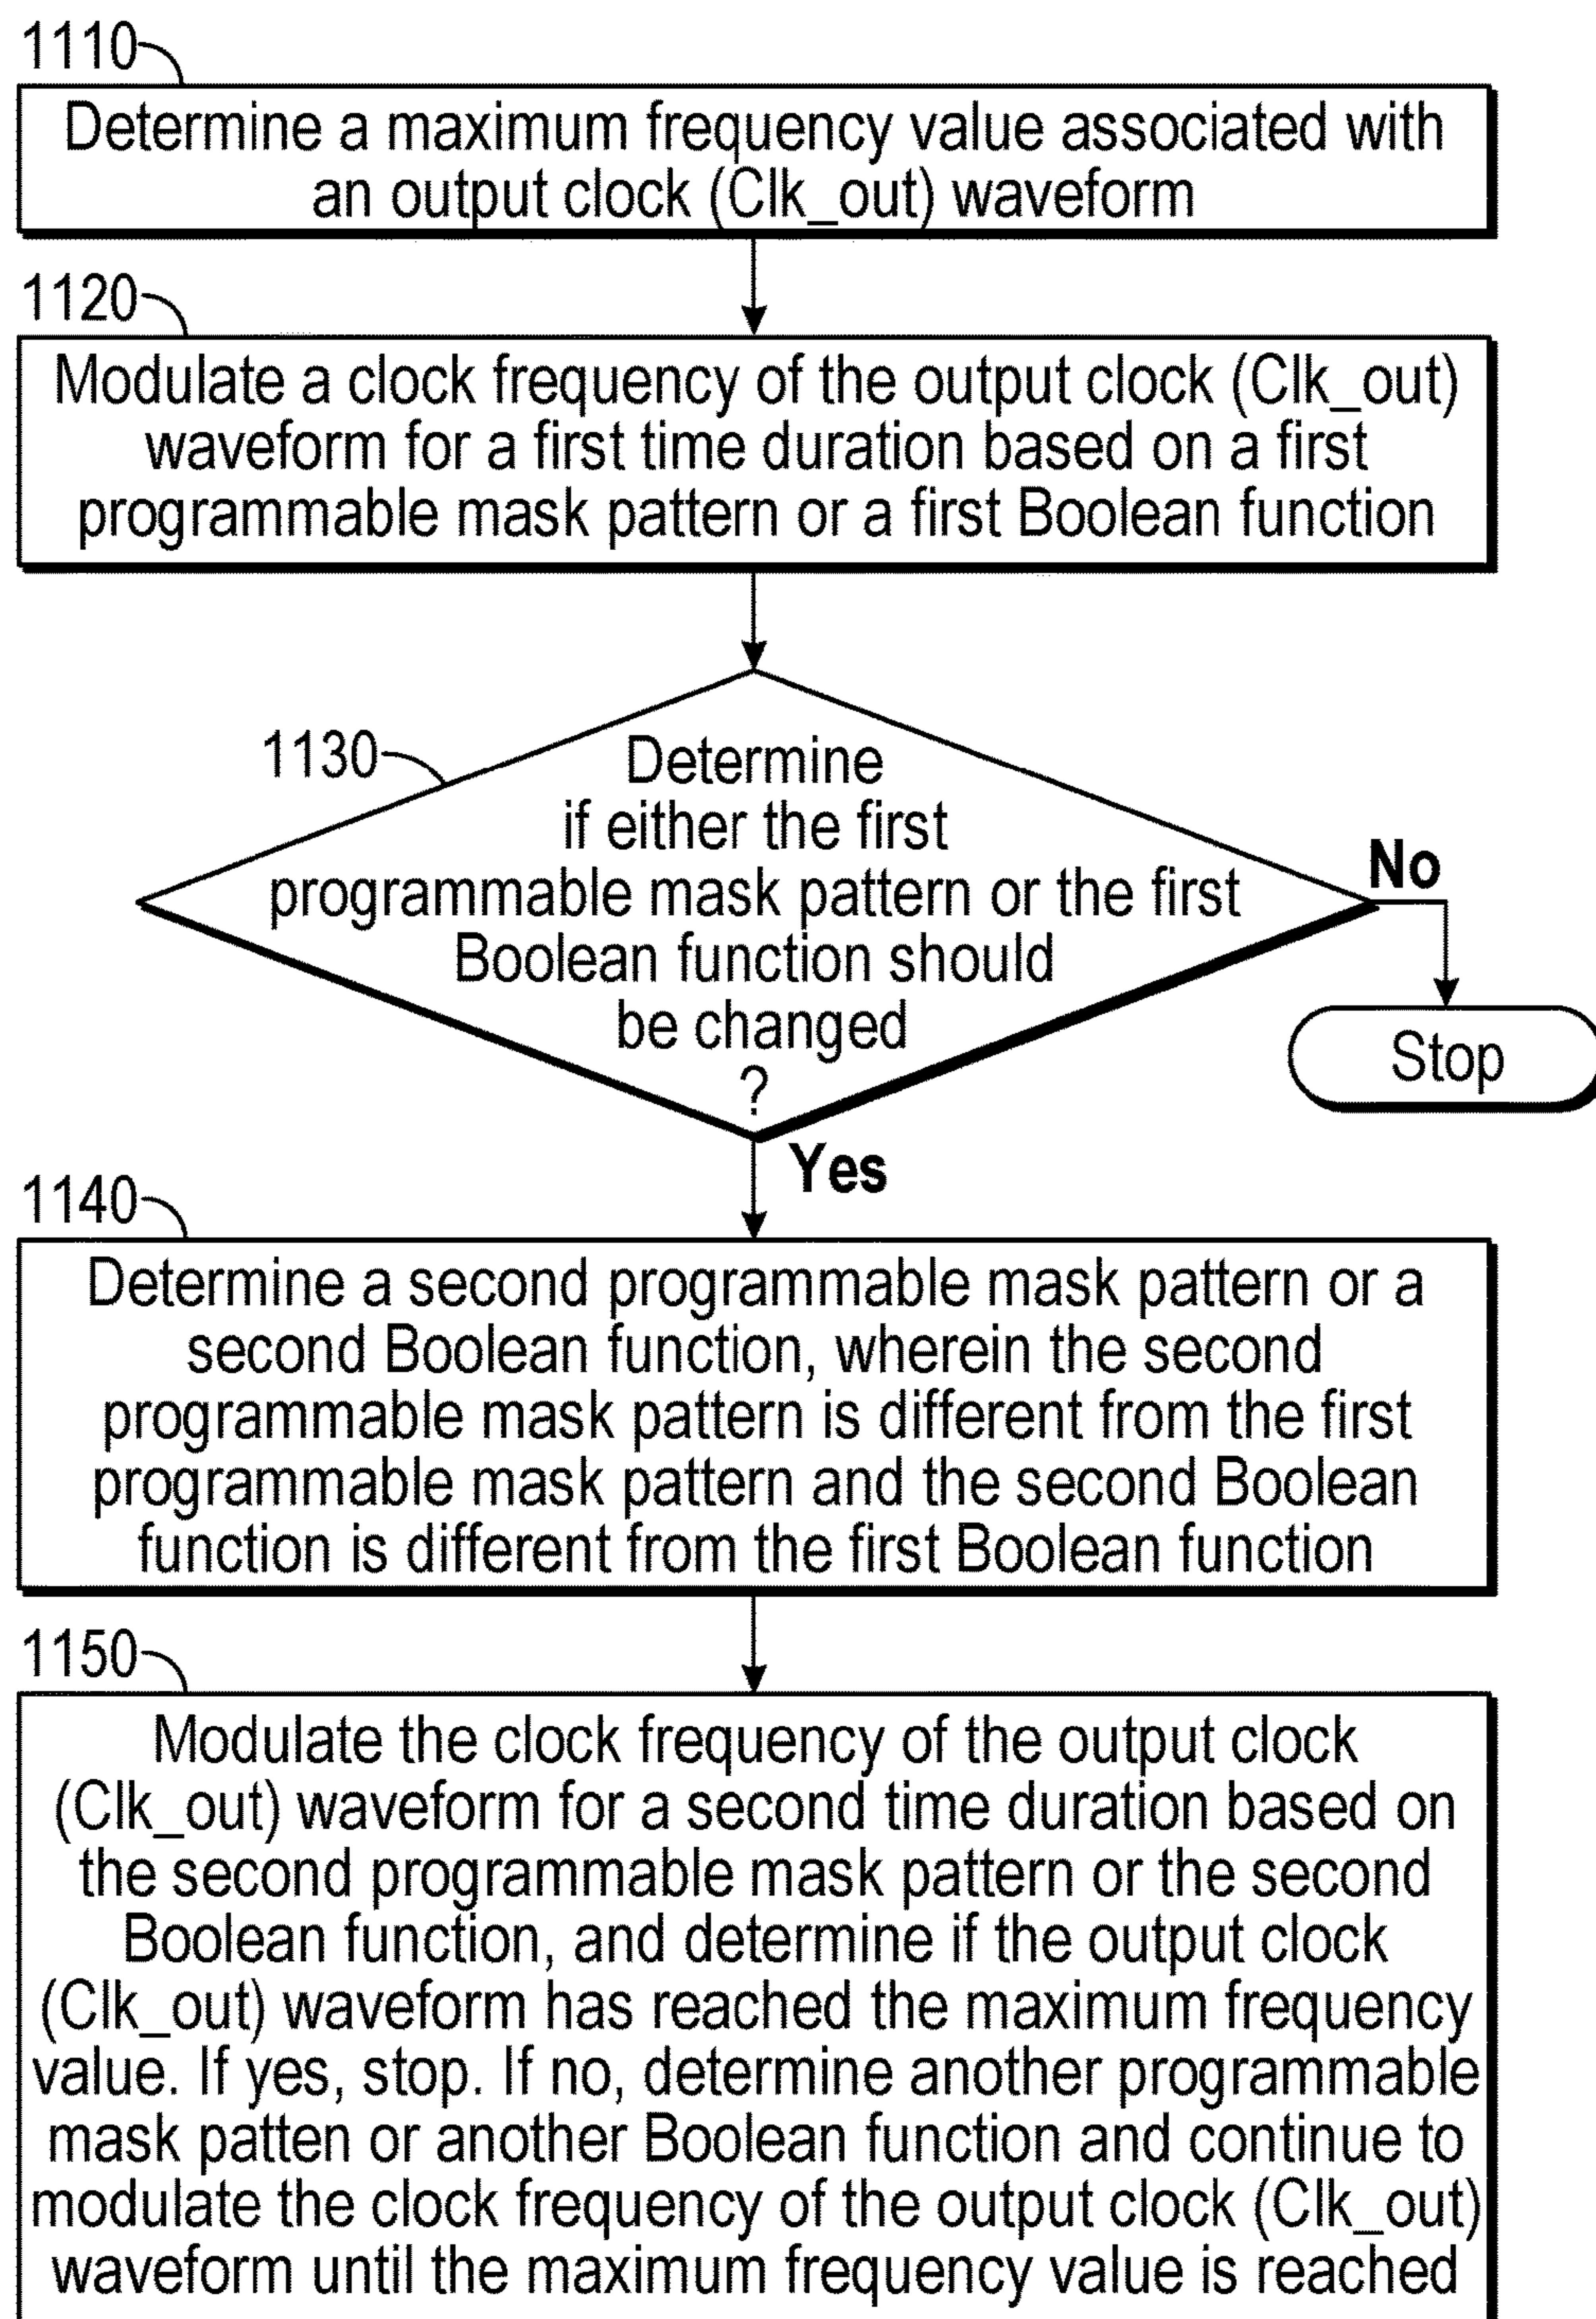 1110
Determine a maximum frequency value associated with
an output clock (Clk_out) waveform
1120
Modulate a clock frequency of the output clock (Clk_out)
waveform for a first time duration based on a first
programmable mask pattern or a first Boolean function
1130
Determine
if either the first
programmable mask pattern or the first
Boolean function should
be changed
?
No
Stop
Yes
1140
Determine a second programmable mask pattern or a
second Boolean function, wherein the second
programmable mask pattern is different from the first
programmable mask pattern and the second Boolean
function is different from the first Boolean function
1150
Modulate the clock frequency of the output clock
(Clk_out) waveform for a second time duration based on
the second programmable mask pattern or the second
Boolean function, and determine if the output clock
(Clk_out) waveform has reached the maximum frequency
value. If yes, stop. If no, determine another programmable
mask patten or another Boolean function and continue to
modulate the clock frequency of the output clock (Clk_out)
waveform until the maximum frequency value is reached